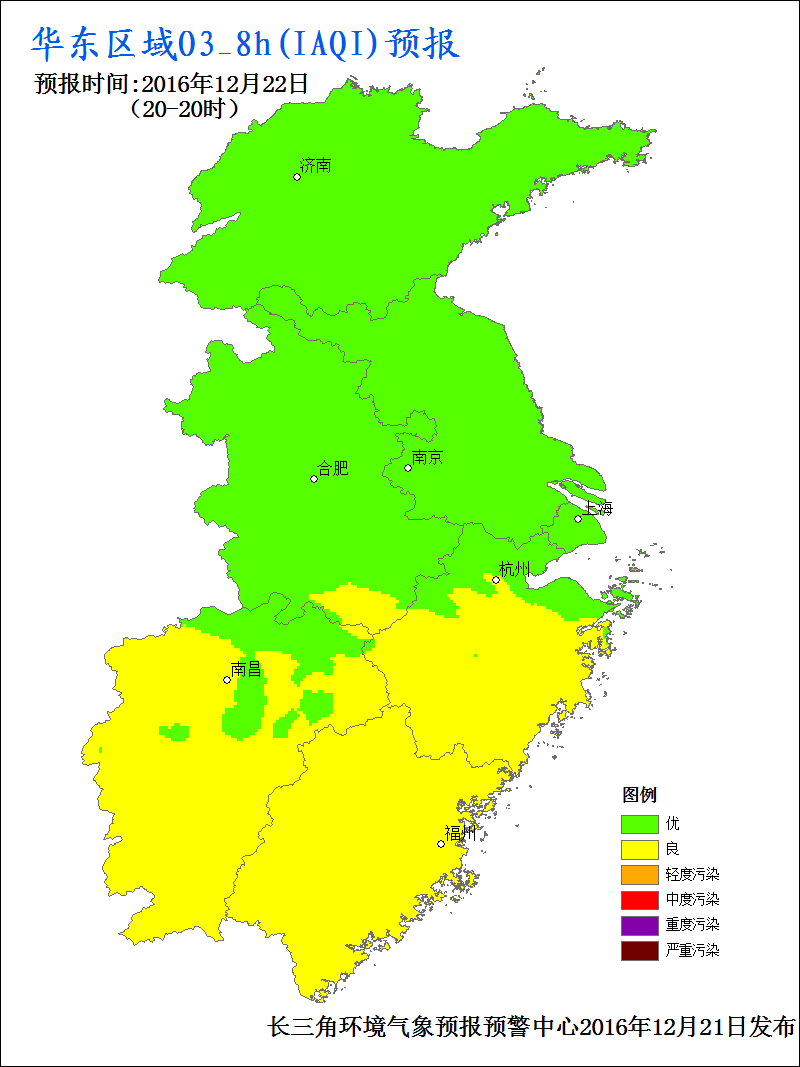 华东区域O3_8h(IAQI)预报
预报时间:2016年12月22日
(20-20时)
济南
合肥
南京
上海
杭州
南昌
福州
图例
优
良
轻度污染
中度污染
重度污染
严重污染
长三角环境气象预报预警中心2016年12月21日发布